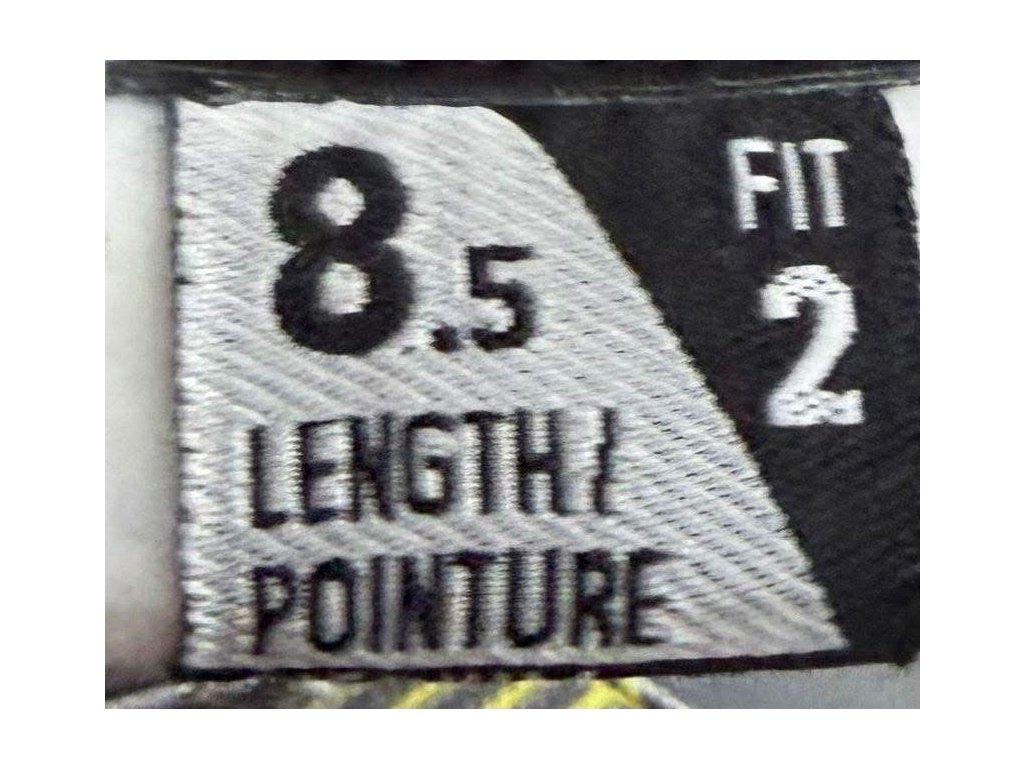 8.5
LENGTH /
POINTURE
FIT
2